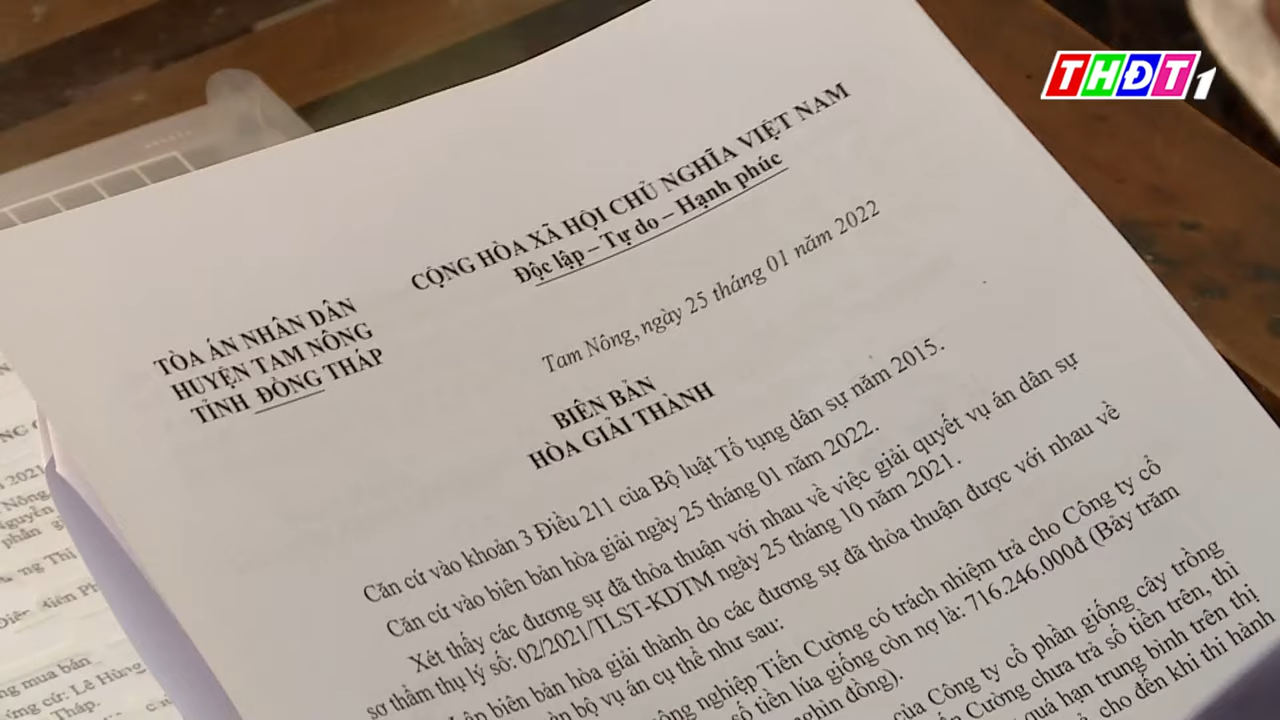 THĐT1
CỘNG HÒA XÃ HỘI CHỦ NGHĨA VIỆT NAM
Độc lập – Tự do – Hạnh phúc
TÒA ÁN NHÂN DÂN
HUYỆN TAM NÔNG
TỈNH ĐỒNG THÁP
Tam Nông, ngày 25 tháng 01 năm 2022
BIÊN BẢN
HÒA GIẢI THÀNH
Căn cứ vào khoản 3 Điều 211 của Bộ luật Tố tụng dân sự năm 2015.
Căn cứ vào biên bản hòa giải ngày 25 tháng 01 năm 2022.
Xét thấy các đương sự đã thỏa thuận với nhau về việc giải quyết vụ án dân sự
sơ thẩm thụ lý số: 02/2021/TLST-KDTM ngày 25 tháng 10 năm 2021.
biên bản hòa giải thành do các đương sự đã thỏa thuận được với nhau về
bộ vụ án cụ thể như sau:
nghiệp Tiến Cường có trách nhiệm trả cho Công ty cổ
số tiền lúa giống còn nợ là: 716.246.000đ (Bảy trăm
nghìn đồng).
của Công ty cổ phần giống cây trồng
Cường chưa trả số tiền trên, thì
quá hạn trung bình trên thị
cho đến khi thi hành
2021
Nông
phần
Thị
mua bán
cứ: Lê Hùng
Tháp.